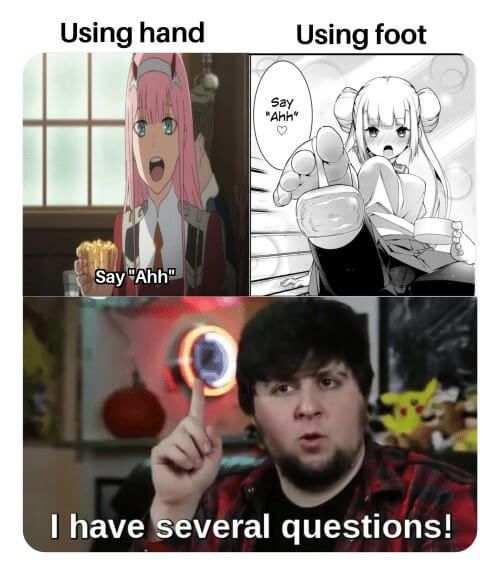 Using hand
Using foot
Say
"Ahh"
♡
Say "Ahh"
I have several questions!